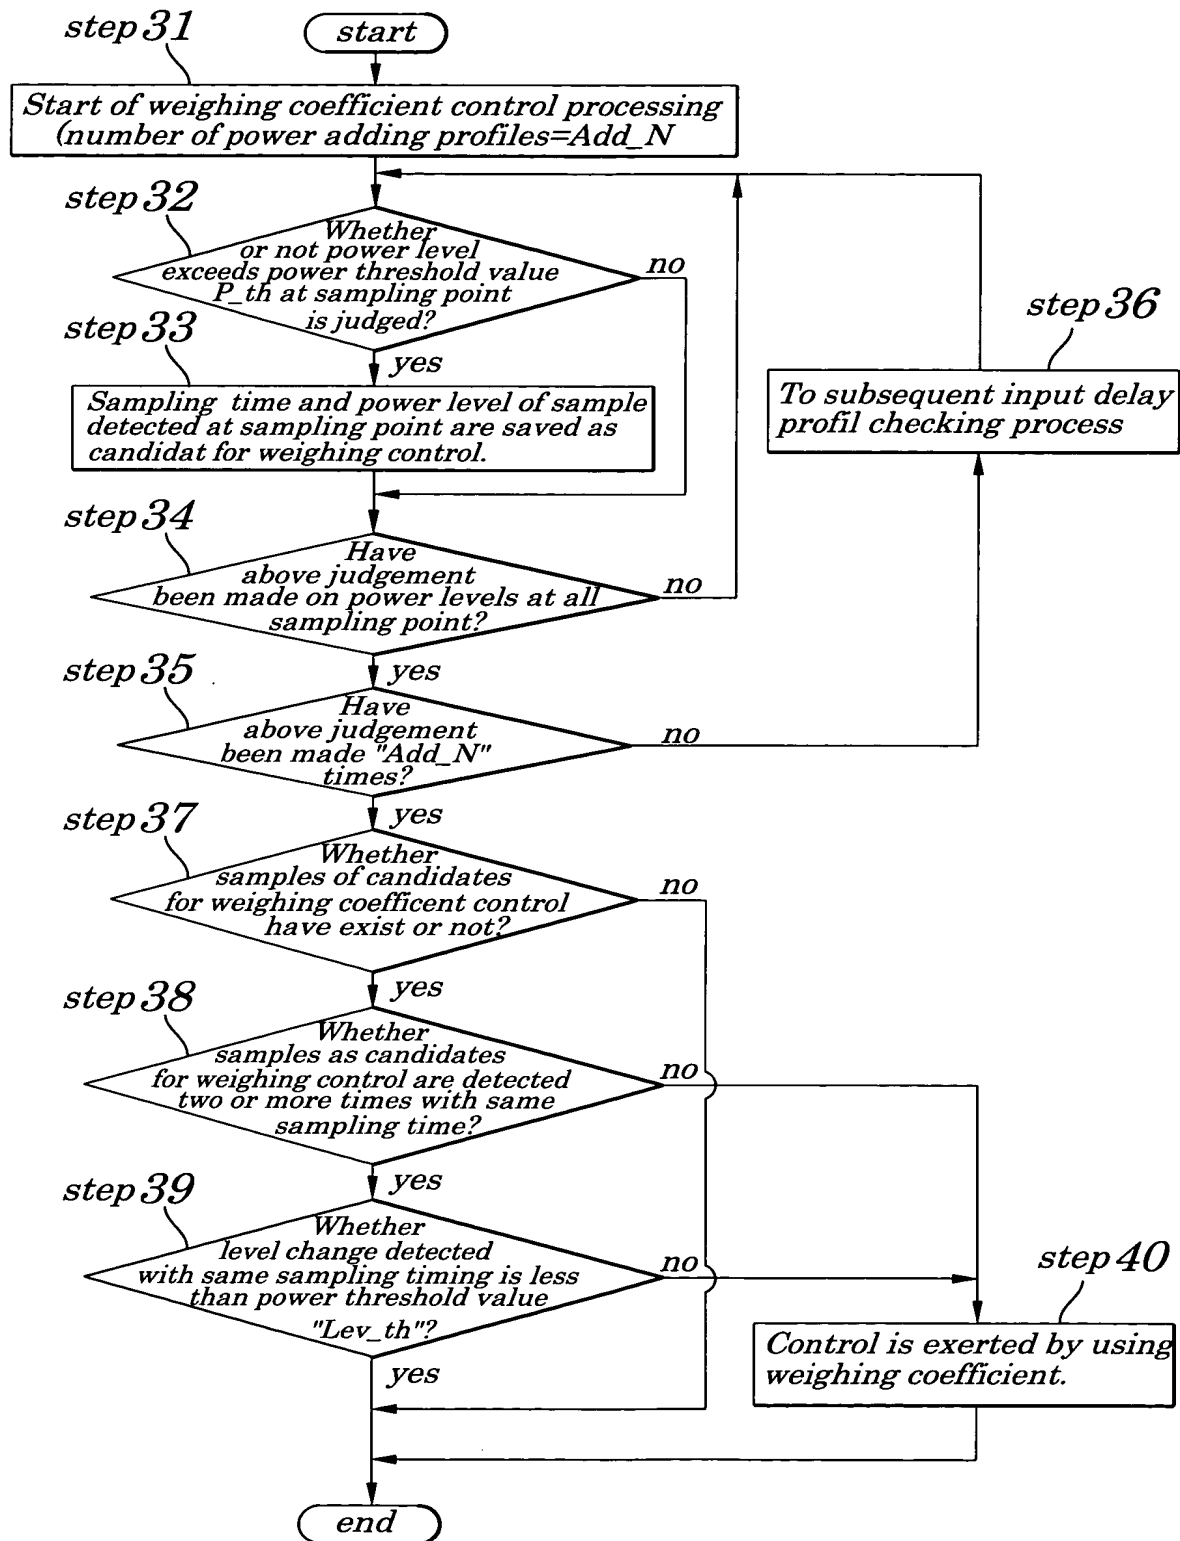 step 31
start
Start of weighing coefficient control processing
(number of power adding profiles=Add_N
step 32
Whether
or not power level
exceeds power threshold value
P_th at sampling point
is judged?
no
yes
step 33
Sampling time and power level of sample
detected at sampling point are saved as
candidat for weighing control.
step 36
To subsequent input delay
profil checking process
step 34
Have
above judgement
been made on power levels at all
sampling point?
no
yes
step 35
Have
above judgement
been made "Add_N"
times?
no
yes
step 37
Whether
samples of candidates
for weighing coefficent control
have exist or not?
no
yes
step 38
Whether
samples as candidates
for weighing control are detected
two or more times with same
sampling time?
no
yes
step 39
Whether
level change detected
with same sampling timing is less
than power threshold value
"Lev_th"?
no
yes
step 40
Control is exerted by using
weighing coefficient.
end